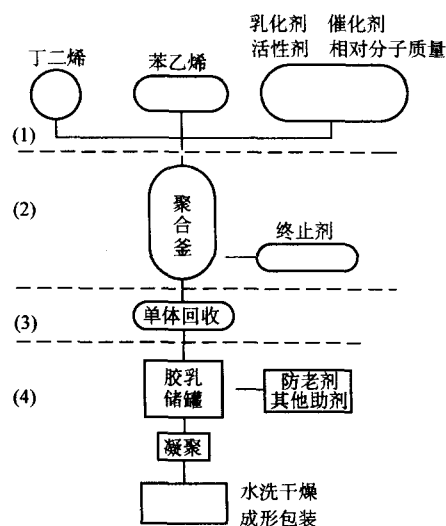 乳化剂 催化剂
丁二烯 苯乙烯 活性剂 相对分子质量
(1)
(2)
聚合釜
终止剂
(3)
单体回收
(4)
胶乳
储罐
防老剂
其他助剂
凝聚
水洗干燥
成形包装